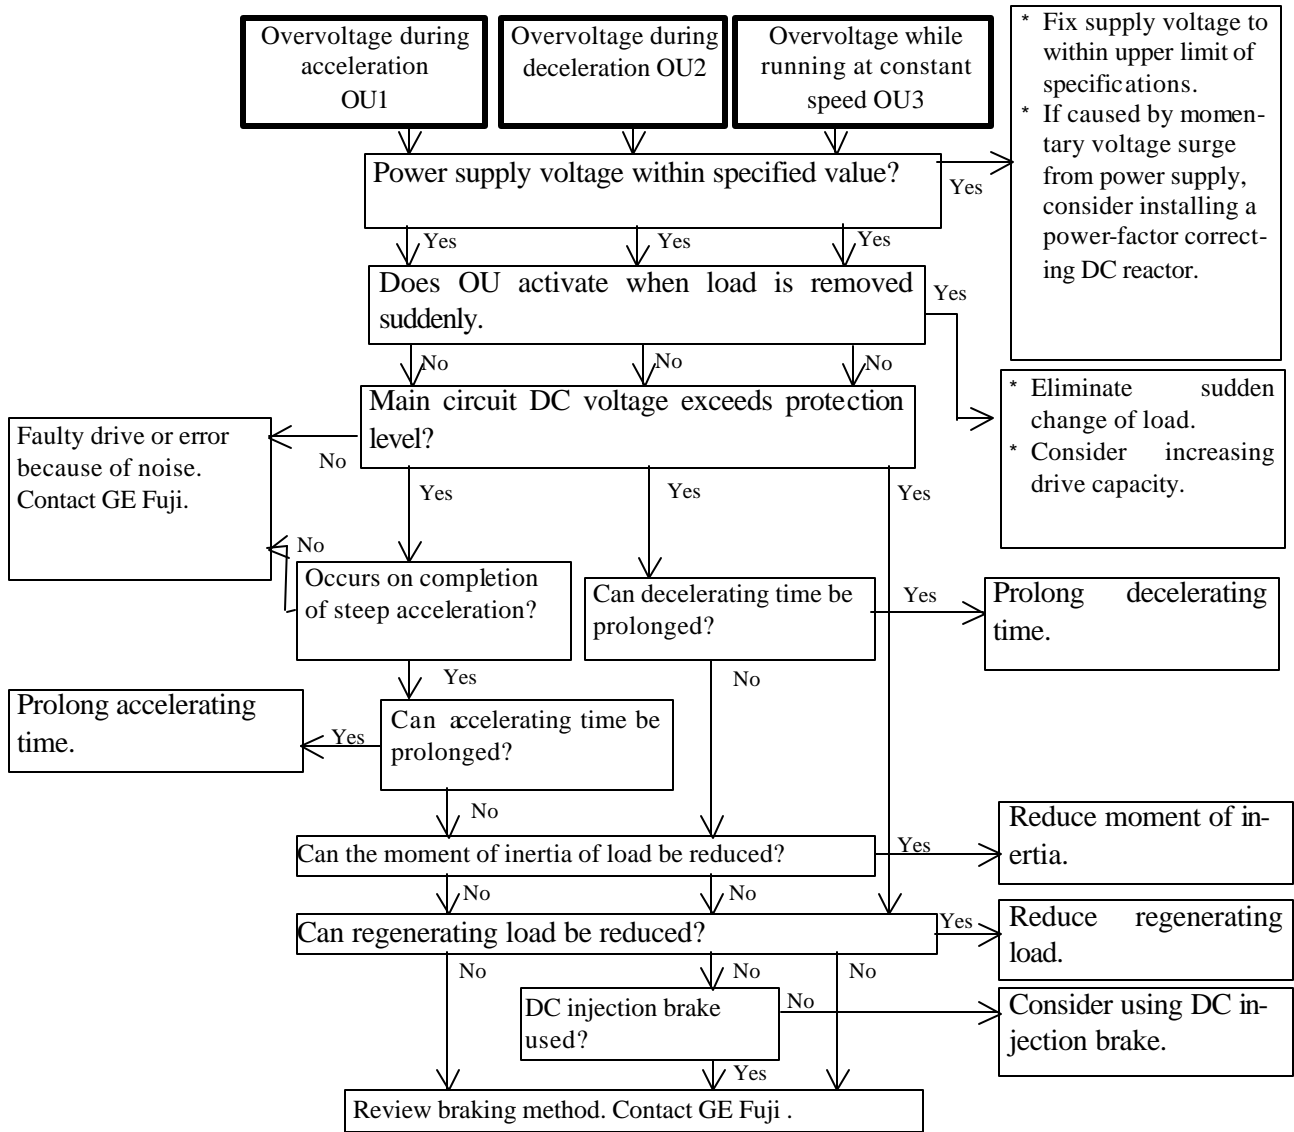 Overvoltage during
acceleration
OU1
Overvoltage during
deceleration OU2
Overvoltage while
running at constant
speed OU3
* Fix supply voltage to
within upper limit of
specifications.
* If caused by momen-
tary voltage surge
from power supply,
consider installing a
power-factor correct-
ing DC reactor.
Power supply voltage within specified value?
Yes
Yes
Yes
Yes
Does OU activate when load is removed
suddenly.
Yes
No
No
No
* Eliminate sudden
change of load.
* Consider increasing
drive capacity.
Main circuit DC voltage exceeds protection
level?
No
Faulty drive or error
because of noise.
Contact GE Fuji.
Yes
Yes
Yes
No
Occurs on completion
of steep acceleration?
Can decelerating time be
prolonged?
Yes
Prolong decelerating
time.
Yes
No
Prolong accelerating
time.
Yes
Can accelerating time be
prolonged?
No
Can the moment of inertia of load be reduced?
Yes
Reduce moment of in-
ertia.
No
No
Can regenerating load be reduced?
Yes
Reduce regenerating
load.
No
No
No
DC injection brake
used?
No
Consider using DC in-
jection brake.
Yes
Review braking method. Contact GE Fuji .